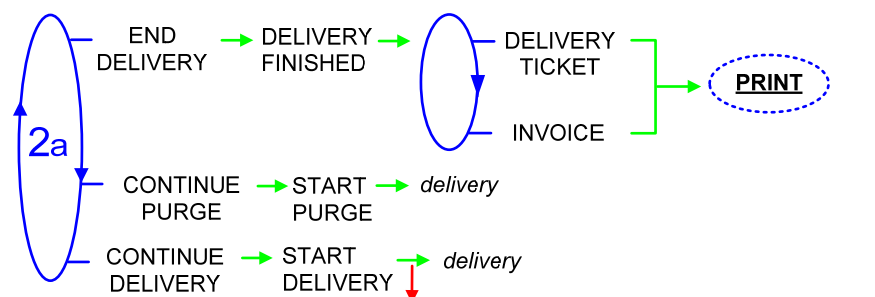 END
DELIVERY
DELIVERY
FINISHED
DELIVERY
TICKET
PRINT
INVOICE
2a
CONTINUE
PURGE
START
PURGE
delivery
CONTINUE
DELIVERY
START
DELIVERY
delivery